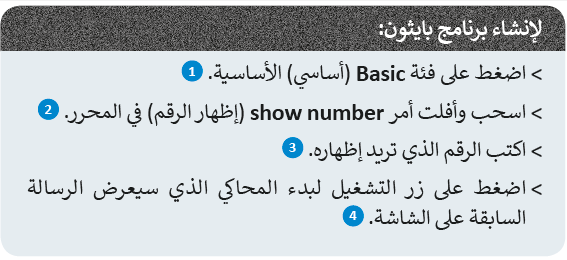 لإنشاء برنامج بايثون:
> اضغط على فئة Basic (أساسي) الأساسية. 1
> اسحب وأفلت أمر show number (إظهار الرقم) في المحرر. 2
> اكتب الرقم الذي تريد إظهاره. 3
> اضغط على زر التشغيل لبدء المحاكي الذي سيعرض الرسالة
السابقة على الشاشة. 4